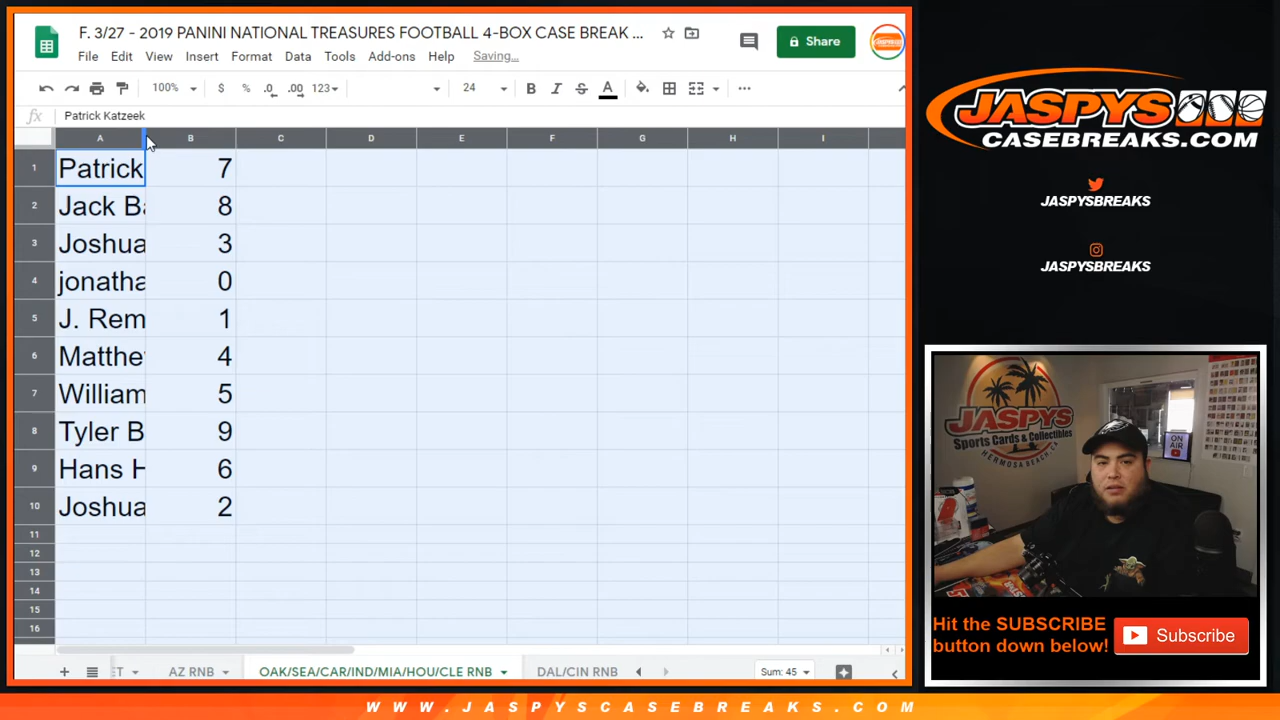 F. 3/27 - 2019 PANINI NATIONAL TREASURES FOOTBALL 4-BOX CASE BREAK ...
File Edit View Insert Format Data Tools Add-ons Help Saving...
Share
100% $ % .0 .00 123 24 B I S A ...
fx Patrick Katzeek
A B C D E F G H I
1 Patrick 7
2 Jack Ba 8
3 Joshua 3
4 jonatha 0
5 J. Rem 1
6 Matthe 4
7 William 5
8 Tyler B 9
9 Hans H 6
10 Joshua 2
11
12
13
14
15
16
+ ET AZ RNB OAK/SEA/CAR/IND/MIA/HOU/CLE RNB DAL/CIN RNB Sum: 45
JASPYS
CASEBREAKS.COM
JASPYSBREAKS
JASPYSBREAKS
JASPYS
Sports Cards & Collectibles
HERMOSA BEACH, CA
ON
AIR
Hit the SUBSCRIBE
button down below!
Subscribe
WWW.JASPYSCASEBREAKS.COM